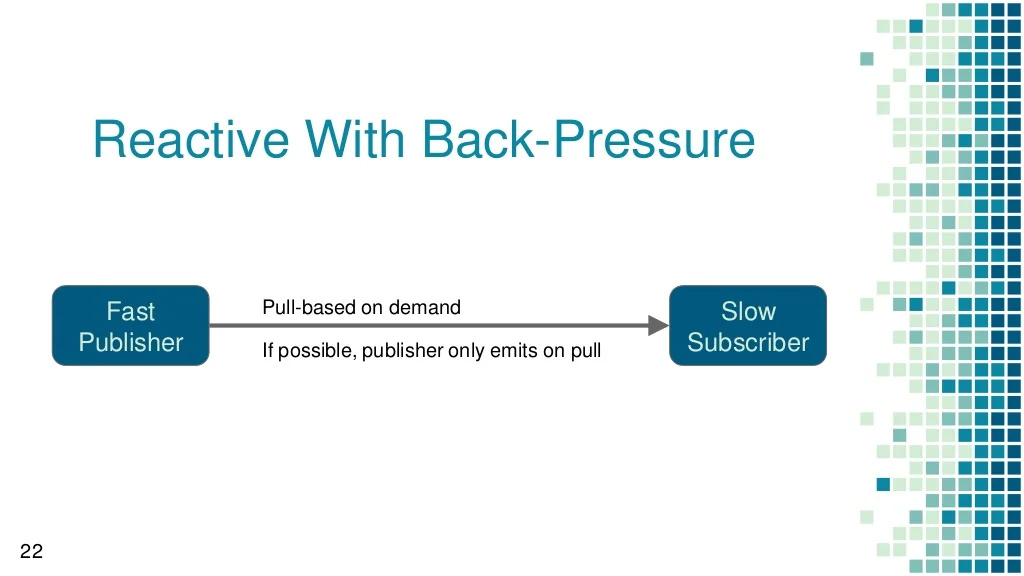 Reactive With Back-Pressure
Fast
Publisher
Pull-based on demand
If possible, publisher only emits on pull
Slow
Subscriber
22